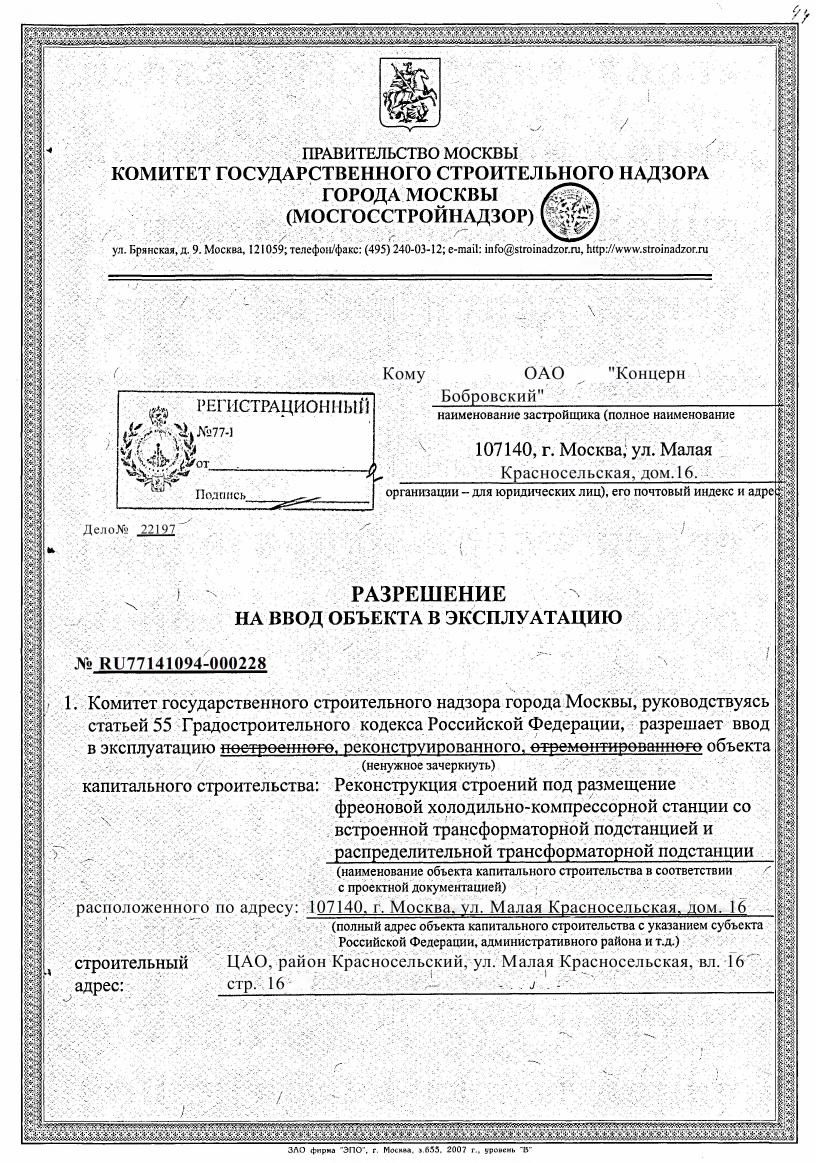 ПРАВИТЕЛЬСТВО МОСКВЫ
КОМИТЕТ ГОСУДАРСТВЕННОГО СТРОИТЕЛЬНОГО НАДЗОРА
ГОРОДА МОСКВЫ
(МОСГОССТРОЙНАДЗОР)
ул. Брянская, д. 9. Москва, 121059; телефон/факс: (495) 240-03-12; e-mail: info@stroinadzor.ru, http://www.stroinadzor.ru
Кому ОАО "Концерн
Бобровский"
наименование застройщика (полное наименование
107140, г. Москва, ул. Малая
Красносельская, дом.16.
организации – для юридических лиц), его почтовый индекс и адрес
РЕГИСТРАЦИОННЫЙ
№77-1
от
Подпись
Дело№ 22197
РАЗРЕШЕНИЕ
НА ВВОД ОБЪЕКТА В ЭКСПЛУАТАЦИЮ
№ RU77141094-000228
1. Комитет государственного строительного надзора города Москвы, руководствуясь
статьей 55 Градостроительного кодекса Российской Федерации, разрешает ввод
в эксплуатацию построенного, реконструированного, отремонтированного объекта
(ненужное зачеркнуть)
капитального строительства: Реконструкция строений под размещение
фреоновой холодильно-компрессорной станции со
встроенной трансформаторной подстанцией и
распределительной трансформаторной подстанции
(наименование объекта капитального строительства в соответствии
с проектной документацией)
расположенного по адресу: 107140, г. Москва, ул. Малая Красносельская, дом. 16
(полный адрес объекта капитального строительства с указанием субъекта
Российской Федерации, административного района и т.д.)
строительный ЦАО, район Красносельский, ул. Малая Красносельская, вл. 16
адрес: стр. 16
ЗАО фирма "ЭПО", г. Москва, з.655, 2007 г., уровень "В"